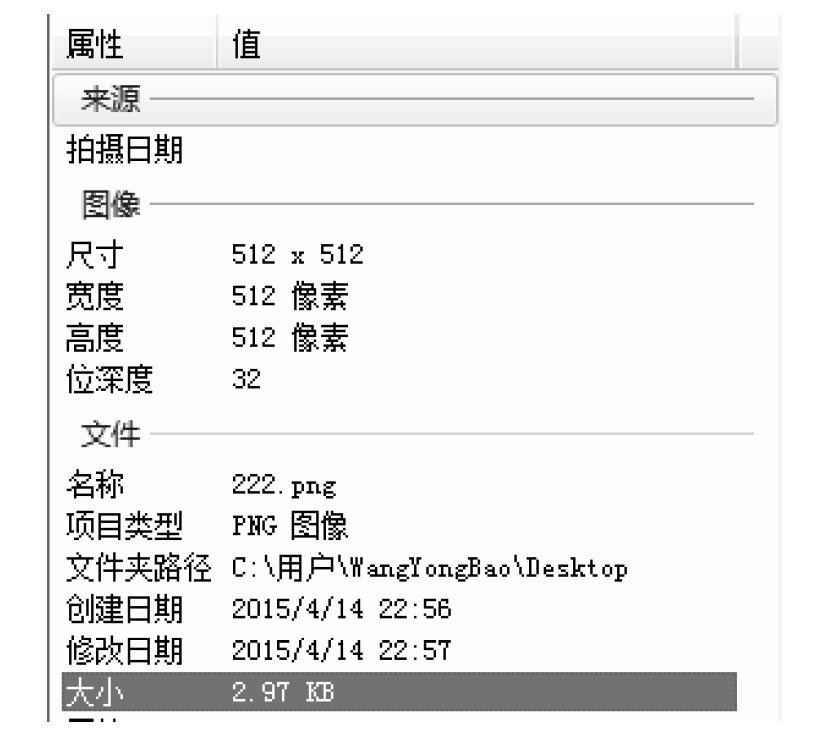 属性 值
来源
拍摄日期
图像
尺寸 512 x 512
宽度 512 像素
高度 512 像素
位深度 32
文件
名称 222.png
项目类型 PNG 图像
文件夹路径 C:\用户\WangYongBao\Desktop
创建日期 2015/4/14 22:56
修改日期 2015/4/14 22:57
大小 2.97 KB